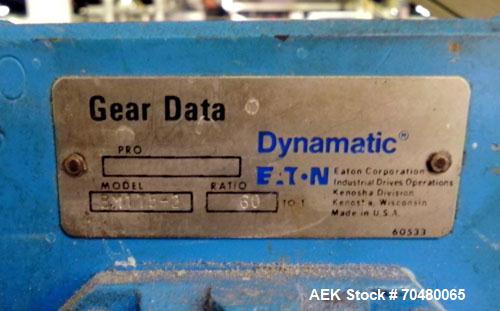 Gear Data
PRO
Dynamatic®
EAT·N
Eaton Corporation
Industrial Drives Operations
Kenosha Division
Kenosha, Wisconsin
Made in U.S.A.
MODEL
RATIO
60 TO 1
60533
AEK Stock # 70480065